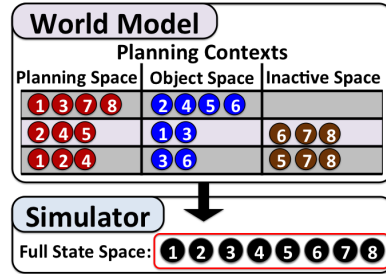 World Model
Planning Contexts
Planning Space Object Space Inactive Space
1 3 7 8 2 4 5 6
2 4 5 1 3 6 7 8
1 2 4 3 6 5 7 8
Simulator
Full State Space: 1 2 3 4 5 6 7 8